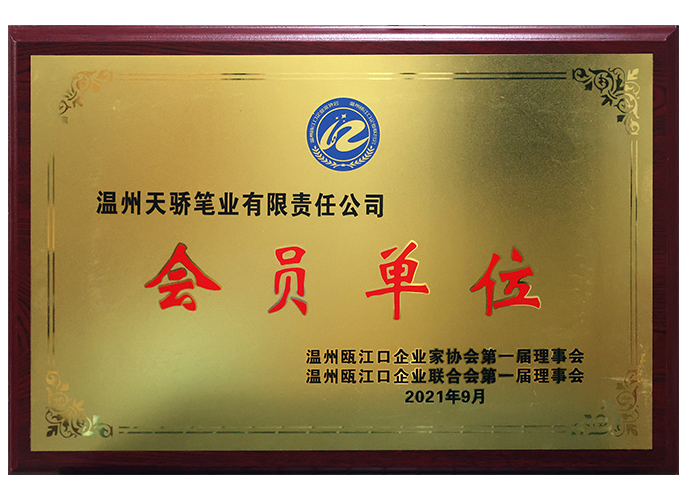 温州天骄笔业有限责任公司
会员单位
温州瓯江口企业家协会第一届理事会
温州瓯江口企业联合会第一届理事会
2021年9月